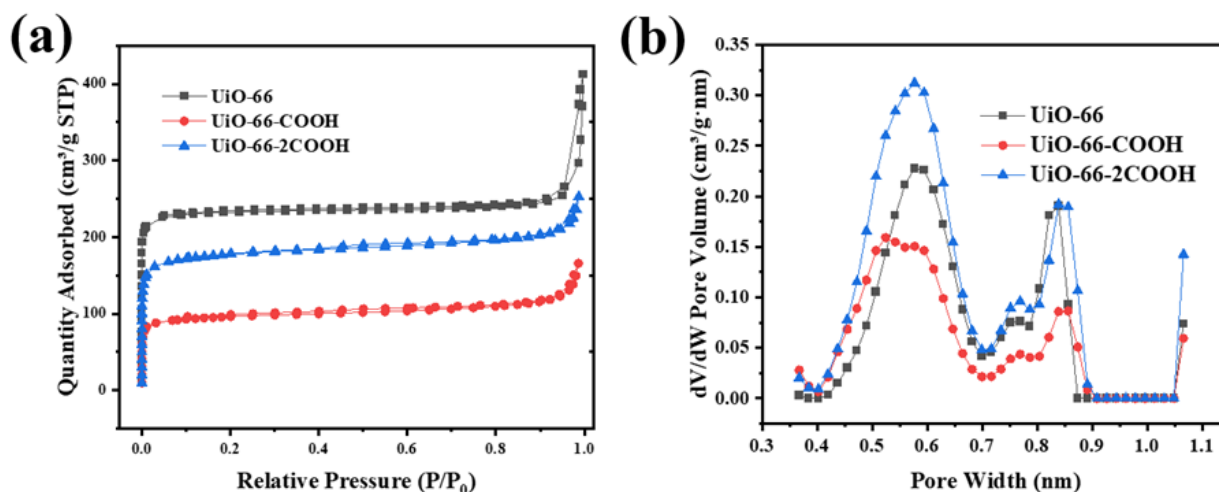 (a)
Quantity Adsorbed (cm³/g STP)
400
300
200
100
0
UiO-66
UiO-66-COOH
UiO-66-2COOH
0.0 0.2 0.4 0.6 0.8 1.0
Relative Pressure (P/P₀)
(b)
dV/dW Pore Volume (cm³/g·nm)
0.35
0.30
0.25
0.20
0.15
0.10
0.05
0.00
UiO-66
UiO-66-COOH
UiO-66-2COOH
0.3 0.4 0.5 0.6 0.7 0.8 0.9 1.0 1.1
Pore Width (nm)